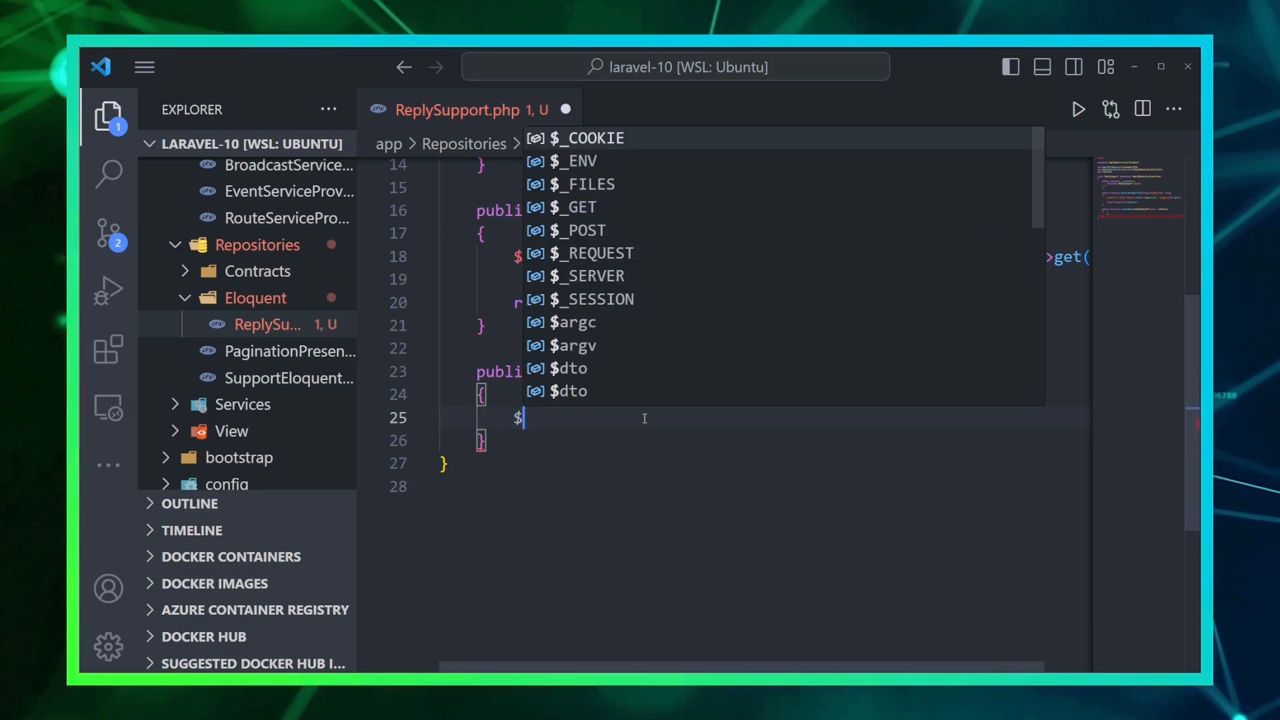 laravel-10 [WSL: Ubuntu]
EXPLORER
LARAVEL-10 [WSL: UBUNTU]
BroadcastService...
EventServiceProv...
RouteServicePro...
Repositories
Contracts
Eloquent
ReplySu... 1, U
PaginationPresen...
SupportEloquent...
Services
View
bootstrap
config
OUTLINE
TIMELINE
DOCKER CONTAINERS
DOCKER IMAGES
AZURE CONTAINER REGISTRY
DOCKER HUB
SUGGESTED DOCKER HUB I...
1
2
ReplySupport.php 1, U
app > Repositories >
14 }
15
16 publi
17 {
18 $ >get(
19
20 r
21 }
22
23 publi
24 {
25 $
26 }
27 }
28
$_COOKIE
$_ENV
$_FILES
$_GET
$_POST
$_REQUEST
$_SERVER
$_SESSION
$argc
$argv
$dto
$dto